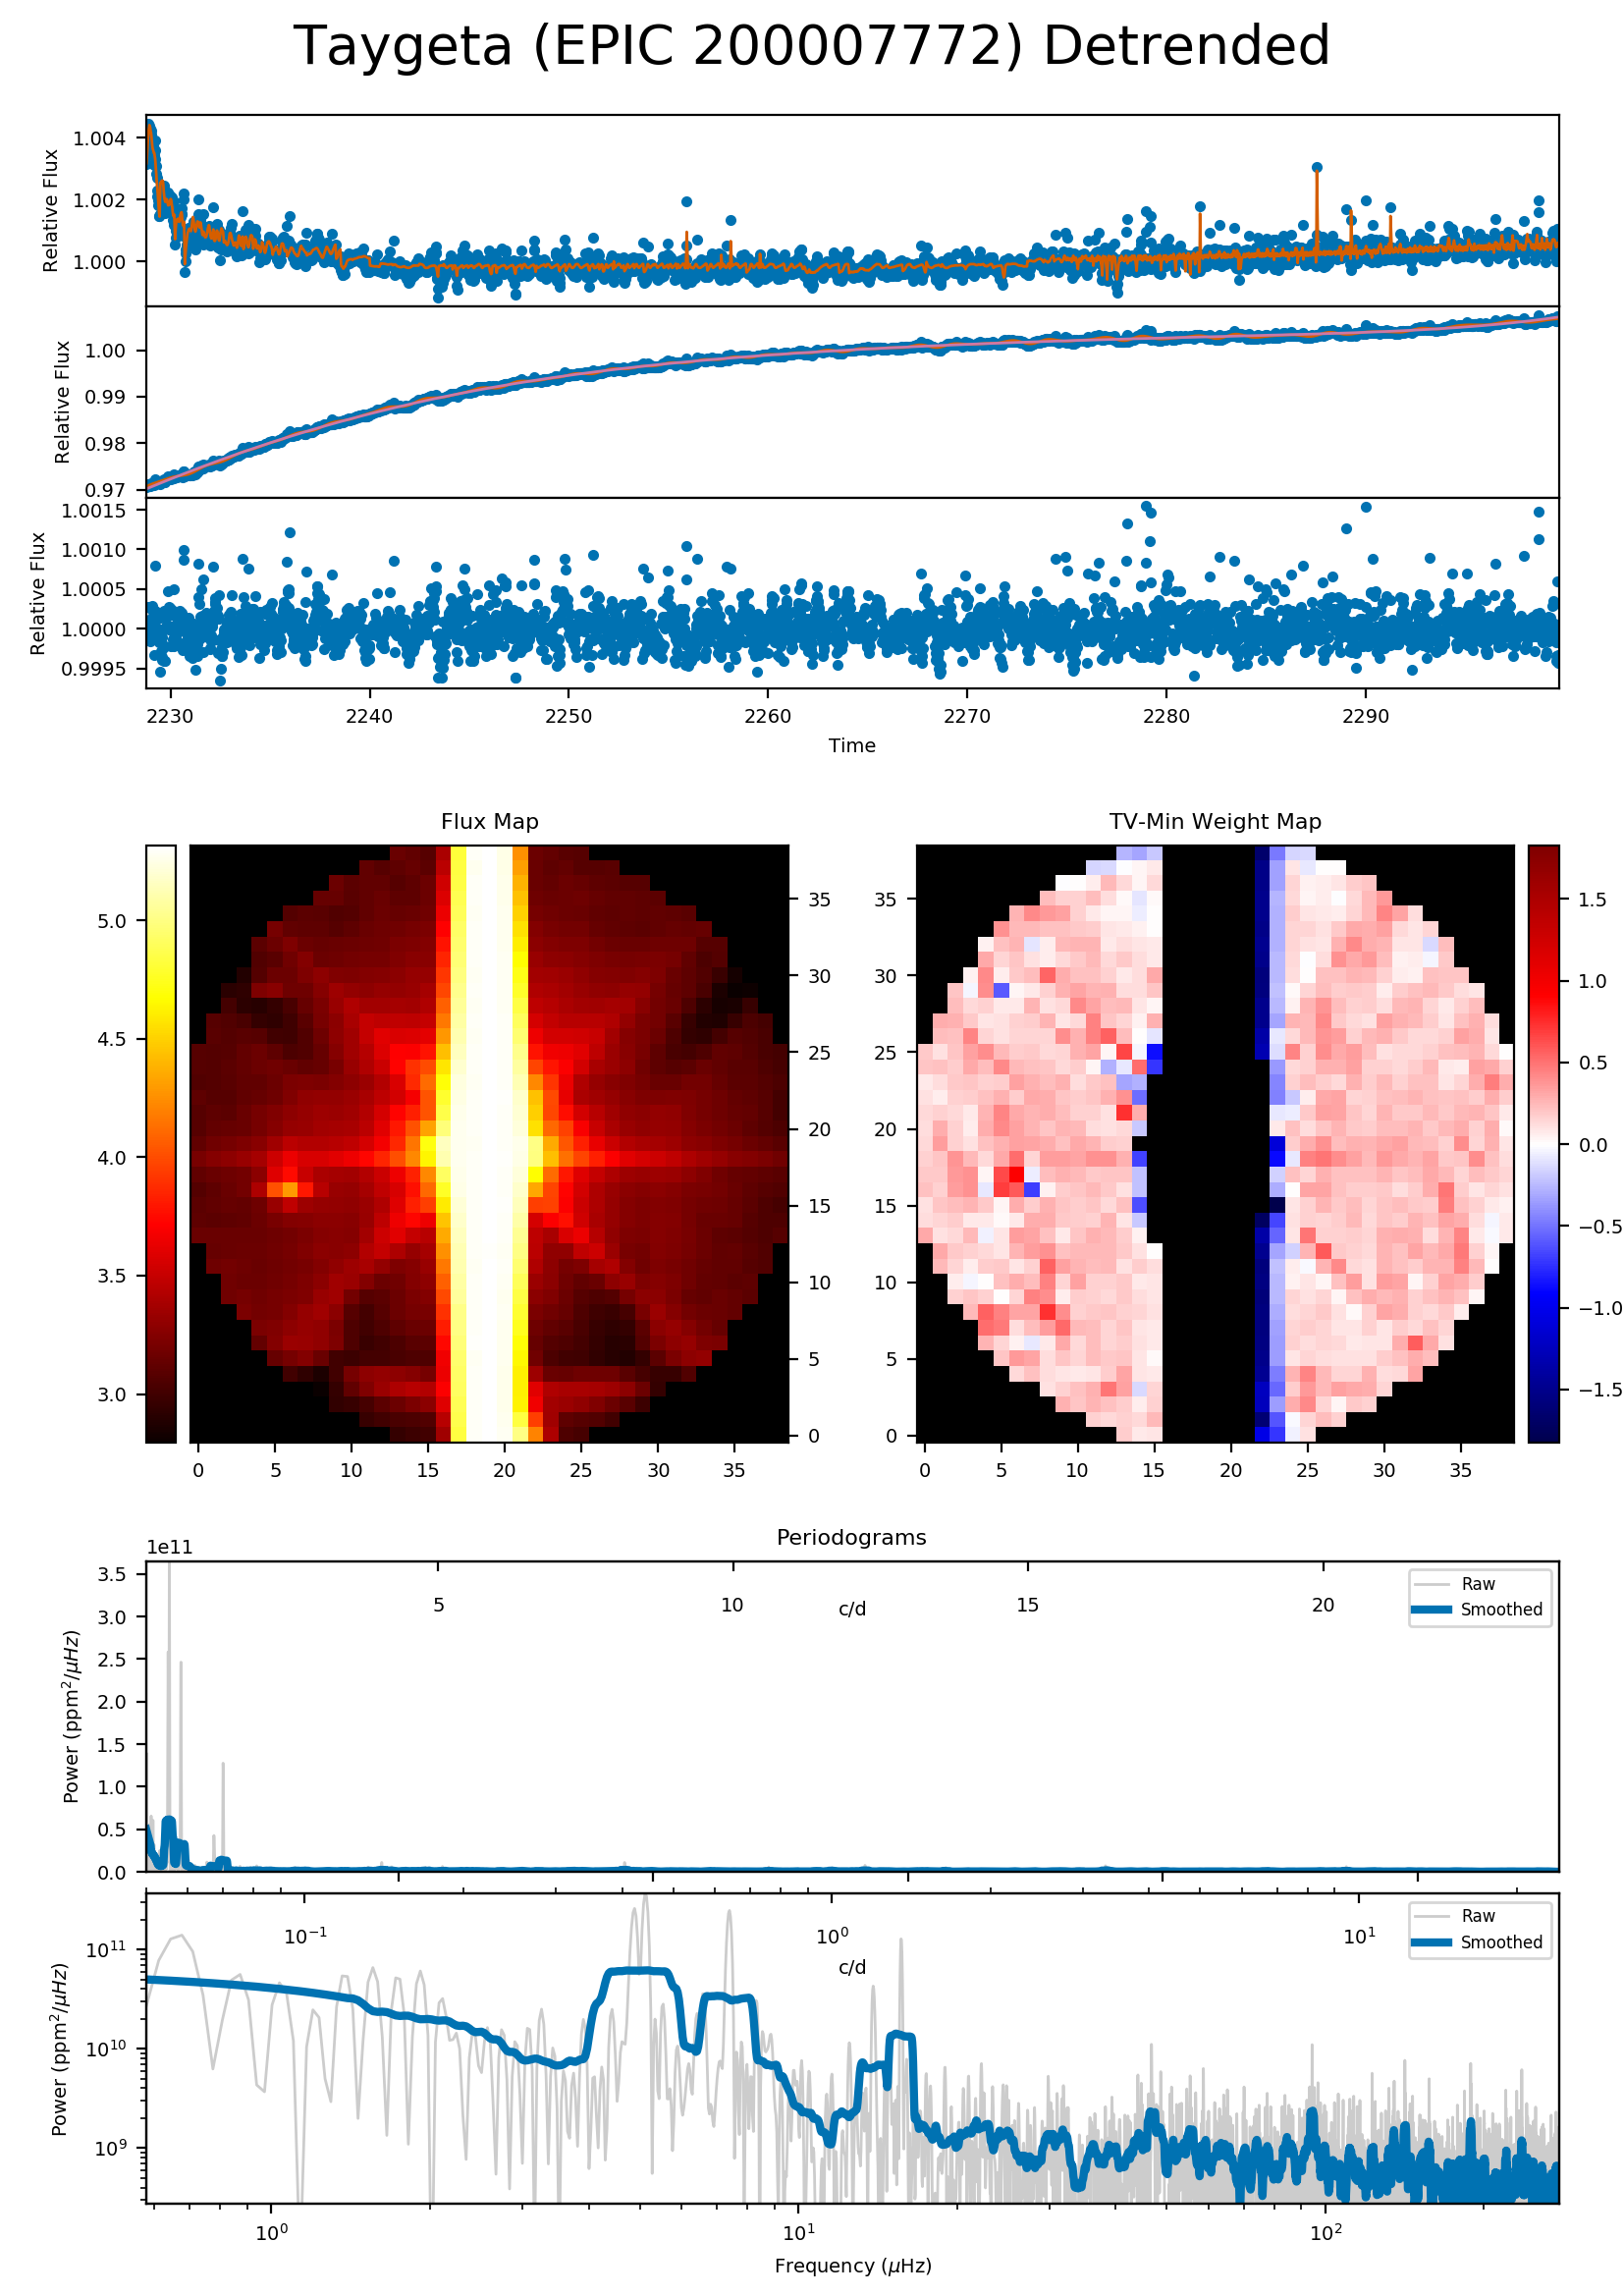 Taygeta (EPIC 200007772) Detrended
1.004
1.002
1.000
Relative Flux
1.00
0.99
0.98
0.97
Relative Flux
1.0015
1.0010
1.0005
1.0000
0.9995
Relative Flux
2230 2240 2250 2260 2270 2280 2290
Time
Flux Map
5.0
4.5
4.0
3.5
3.0
35
30
25
20
15
10
5
0
0 5 10 15 20 25 30 35
TV-Min Weight Map
35
30
25
20
15
10
5
0
0 5 10 15 20 25 30 35
1.5
1.0
0.5
0.0
−0.5
−1.0
−1.5
Periodograms
1e11
3.5
3.0
2.5
2.0
1.5
1.0
0.5
0.0
Power (ppm²/μHz)
5 10 15 20
c/d
Raw
Smoothed
10¹¹
10¹⁰
10⁹
Power (ppm²/μHz)
10⁻¹ 10⁰ 10¹
c/d
Raw
Smoothed
10⁰ 10¹ 10²
Frequency (μHz)